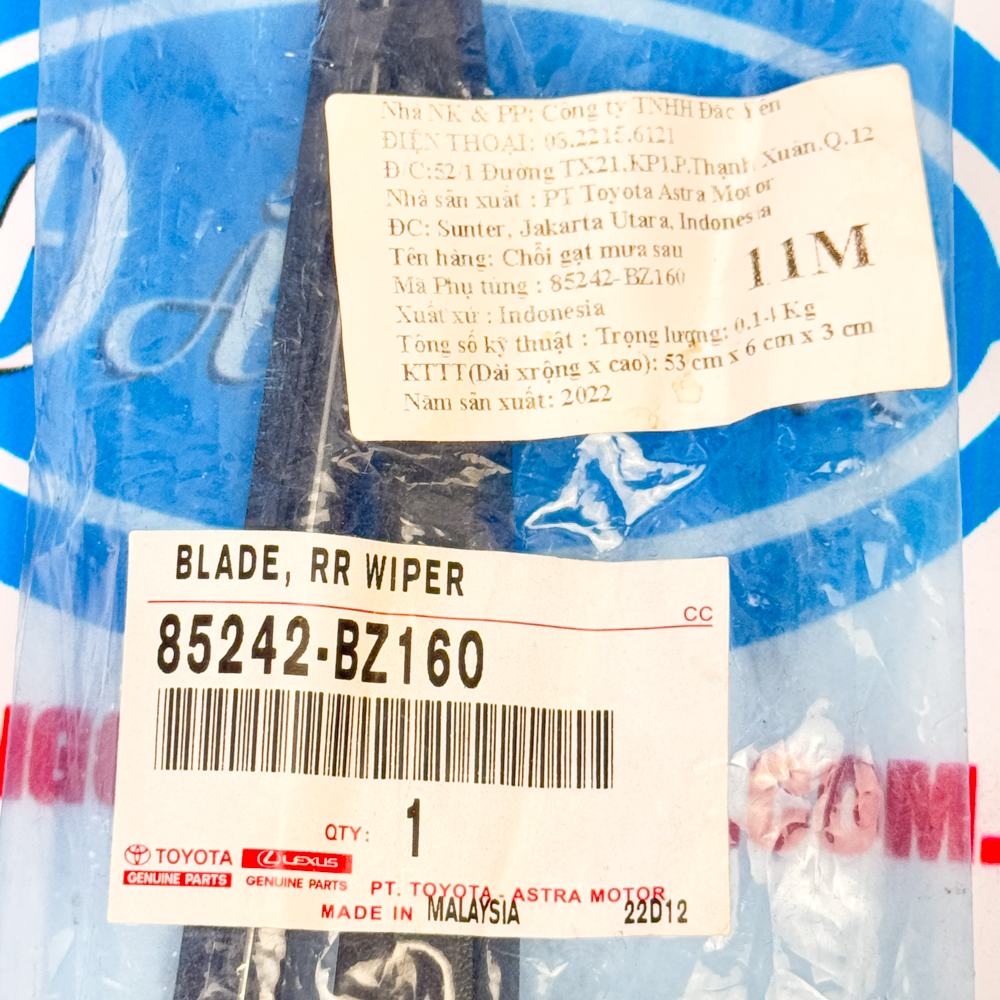 Nhà NK & PP: Công ty TNHH Đắc Yên
ĐIỆN THOẠI: 08.2215.6121
Đ/C:52/1 Đường TX21,KP1,P.Thạnh Xuân,Q.12
Nhà sản xuất : PT Toyota Astra Motor
ĐC: Sunter, Jakarta Utara, Indonesia
Tên hàng: Chổi gạt mưa sau
Mã Phụ tùng : 85242-BZ160
11M
Xuất xứ : Indonesia
Tông số kỹ thuật : Trọng lượng: 0.14 Kg
KTTT(Dài xrộng x cao): 53 cm x 6 cm x 3 cm
Năm sản xuất: 2022
BLADE, RR WIPER
CC
85242-BZ160
QTY: 1
TOYOTA
GENUINE PARTS
LEXUS
GENUINE PARTS
PT. TOYOTA - ASTRA MOTOR
MADE IN MALAYSIA
22D12